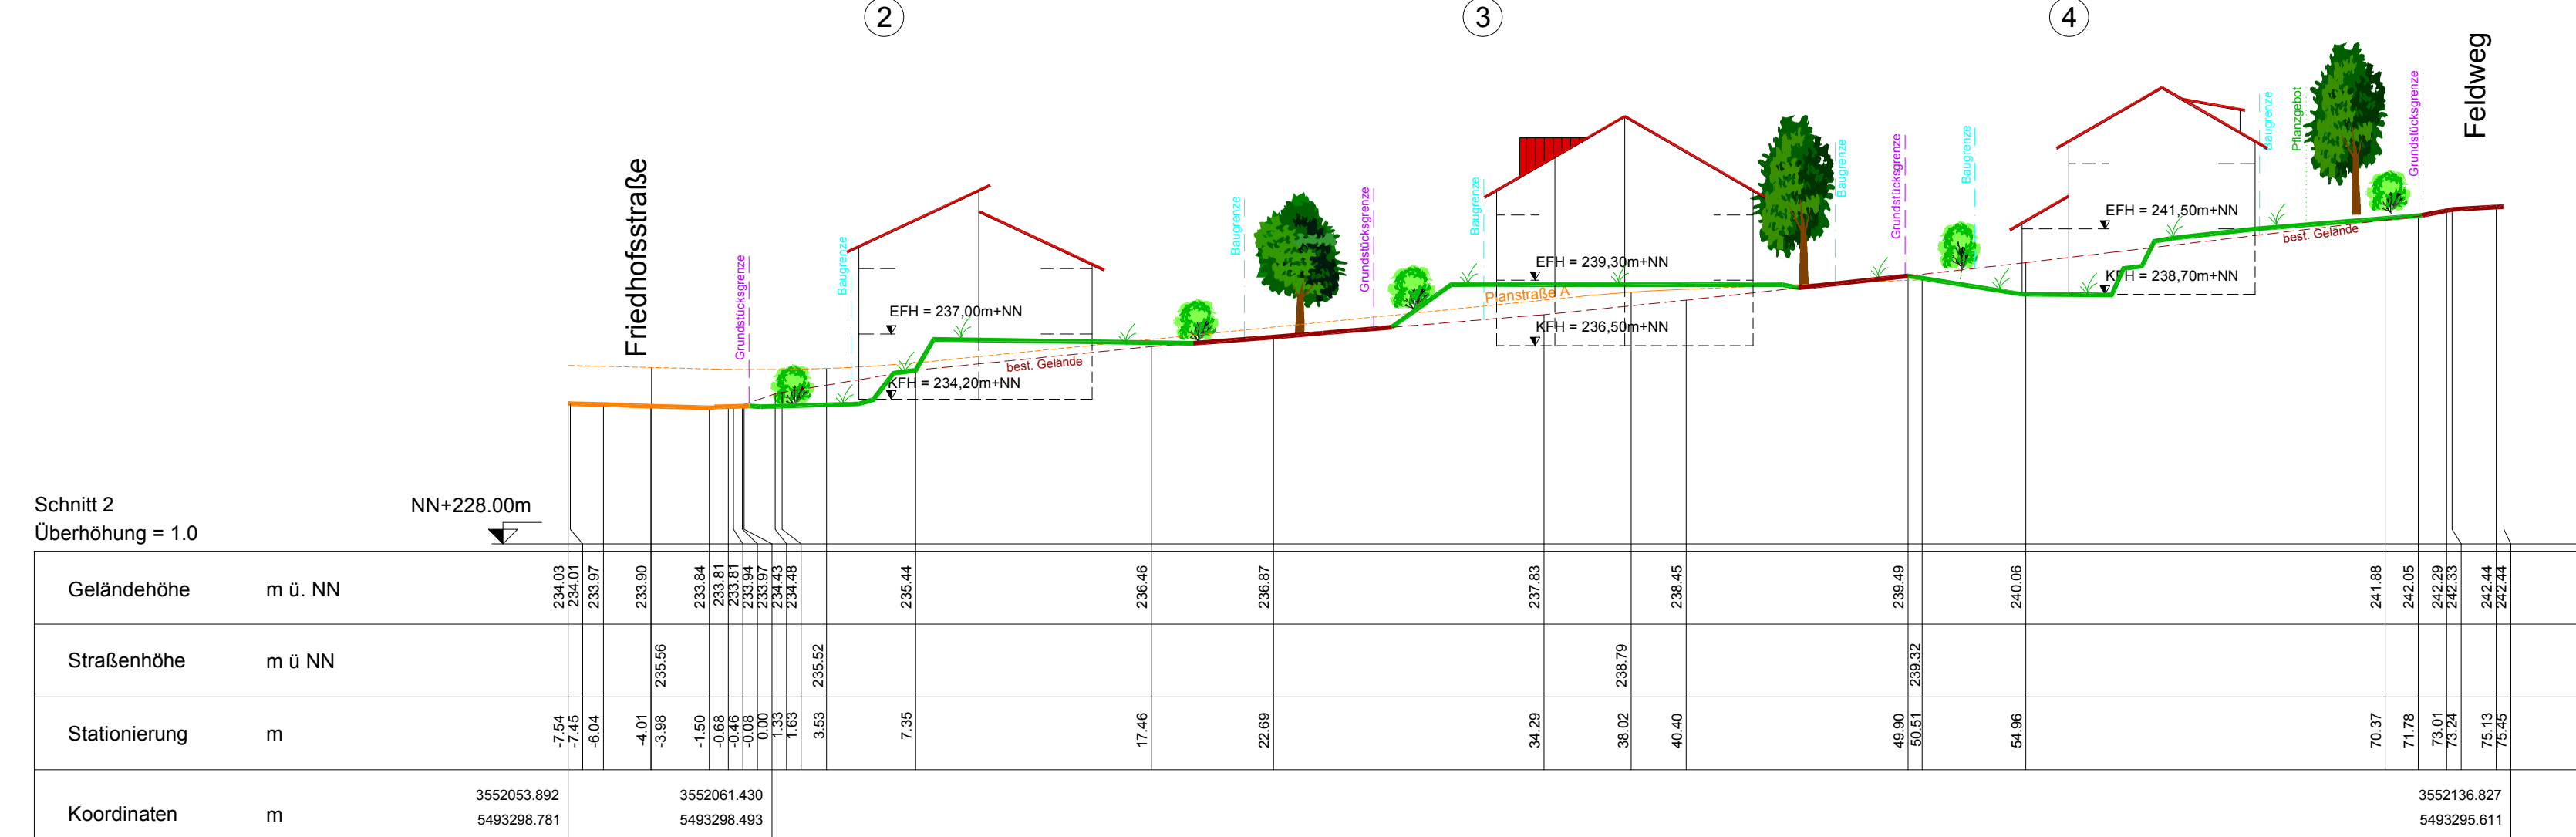 2
3
4
Feldweg
Friedhofsstraße
Grundstücksgrenze
Baugrenze
Baugrenze
Grundstücksgrenze
Baugrenze
Baugrenze
Grundstücksgrenze
Baugrenze
Baugrenze
Pflanzgebot
Grundstücksgrenze
EFH = 237,00m+NN
KFH = 234,20m+NN
best. Gelände
EFH = 239,30m+NN
Planstraße A
KFH = 236,50m+NN
EFH = 241,50m+NN
best. Gelände
KFH = 238,70m+NN
Schnitt 2
NN+228.00m
Überhöhung = 1.0
Geländehöhe m ü. NN 234.03 234.01 233.97 233.90 233.84 233.81 233.81 233.94 233.97 234.43 234.48 235.44 236.46 236.87 237.83 238.45 239.49 240.06 241.88 242.05 242.29 242.33 242.44 242.44
Straßenhöhe m ü NN 235.56 235.52 238.79 239.32
Stationierung m -7.54 -7.45 -6.04 -4.01 -3.98 -1.50 -0.68 -0.46 -0.08 0.00 1.33 1.63 3.53 7.35 17.46 22.69 34.29 38.02 40.40 49.90 50.51 54.96 70.37 71.78 73.01 73.24 75.13 75.45
Koordinaten m
3552053.892 3552061.430 3552136.827
5493298.781 5493298.493 5493295.611